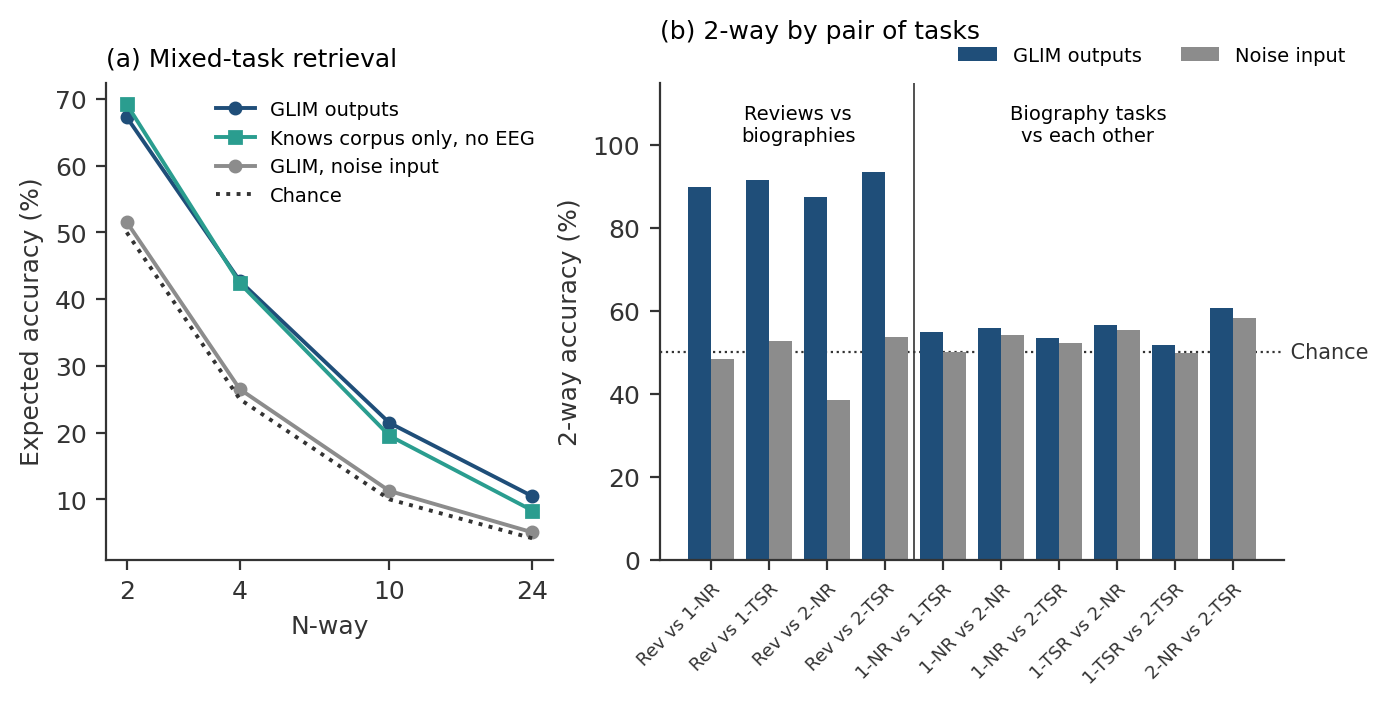 (a) Mixed-task retrieval
GLIM outputs
Knows corpus only, no EEG
GLIM, noise input
Chance
Expected accuracy (%)
70
60
50
40
30
20
10
2
4
10
24
N-way
(b) 2-way by pair of tasks
GLIM outputs
Noise input
Reviews vs
biographies
Biography tasks
vs each other
2-way accuracy (%)
100
80
60
40
20
0
Chance
Rev vs 1-NR
Rev vs 1-TSR
Rev vs 2-NR
Rev vs 2-TSR
1-NR vs 1-TSR
1-NR vs 2-NR
1-NR vs 2-TSR
1-TSR vs 2-NR
1-TSR vs 2-TSR
2-NR vs 2-TSR